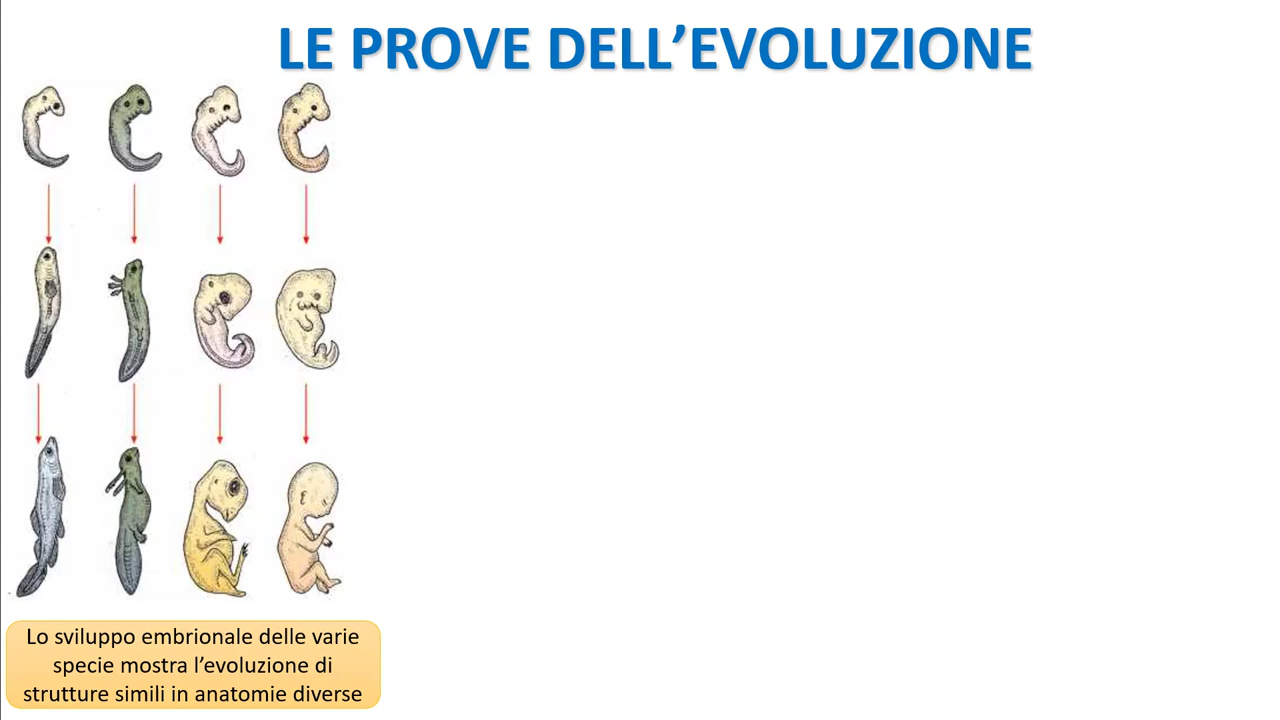 LE PROVE DELL’EVOLUZIONE
Lo sviluppo embrionale delle varie
specie mostra l’evoluzione di
strutture simili in anatomie diverse